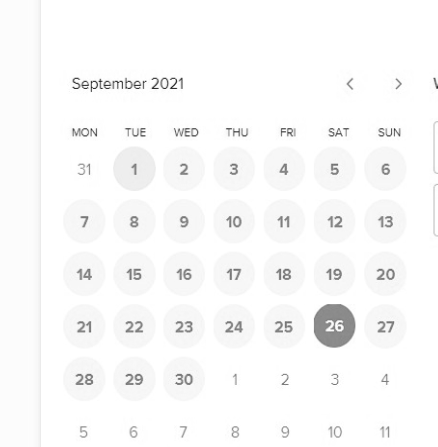 September 2021 < > W
MON TUE WED THU FRI SAT SUN
31 1 2 3 4 5 6
7 8 9 10 11 12 13
14 15 16 17 18 19 20
21 22 23 24 25 26 27
28 29 30 1 2 3 4
5 6 7 8 9 10 11